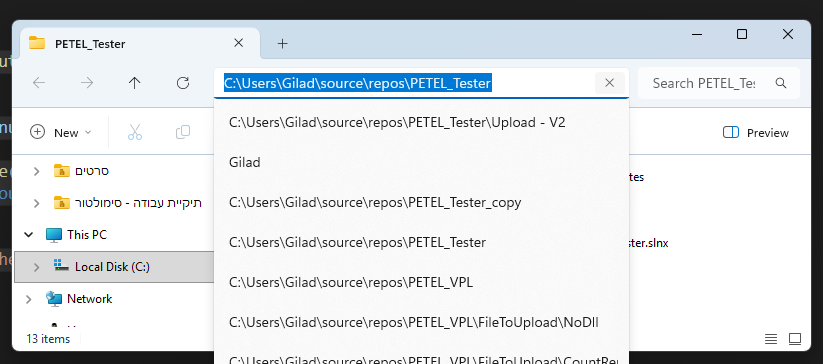 PETEL_Tester
C:\Users\Gilad\source\repos\PETEL_Tester
Search PETEL_Tes
New
Preview
C:\Users\Gilad\source\repos\PETEL_Tester\Upload - V2
Gilad
C:\Users\Gilad\source\repos\PETEL_Tester_copy
C:\Users\Gilad\source\repos\PETEL_Tester
C:\Users\Gilad\source\repos\PETEL_VPL
C:\Users\Gilad\source\repos\PETEL_VPL\FileToUpload\NoDll
C:\Users\Gilad\source\repos\PETEL_VPL\FileToUpload\CountRe
סרטים
תיקיית עבודה - סימולטור
This PC
Local Disk (C:)
Network
tes
ter.slnx
13 items